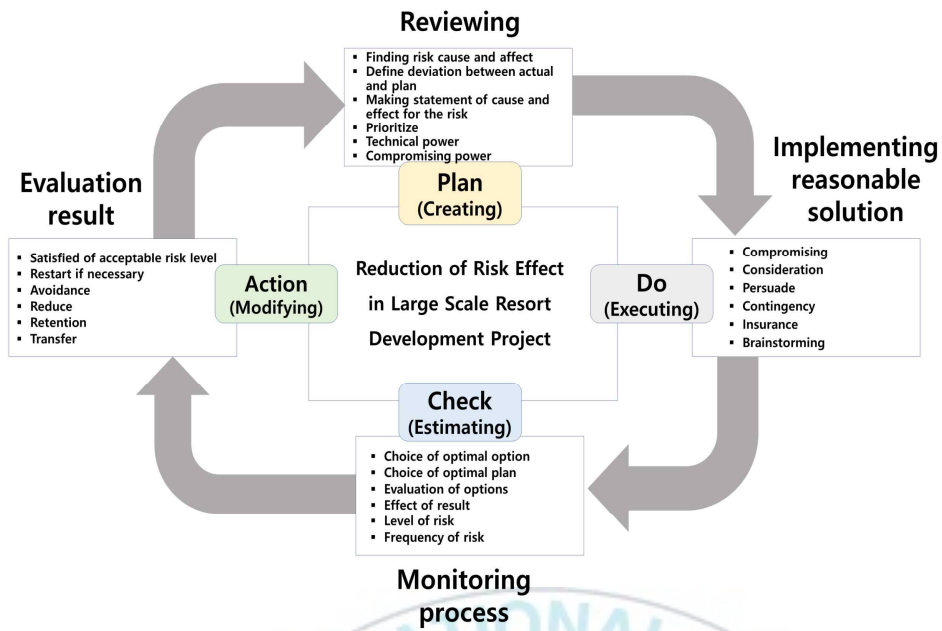 Reviewing
▪ Finding risk cause and affect
▪ Define deviation between actual
and plan
▪ Making statement of cause and
effect for the risk
▪ Prioritize
▪ Technical power
▪ Compromising power
Plan
(Creating)
Implementing
reasonable
solution
▪ Compromising
▪ Consideration
▪ Persuade
▪ Contingency
▪ Insurance
▪ Brainstorming
Do
(Executing)
Evaluation
result
▪ Satisfied of acceptable risk level
▪ Restart if necessary
▪ Avoidance
▪ Reduce
▪ Retention
▪ Transfer
Action
(Modifying)
Reduction of Risk Effect
in Large Scale Resort
Development Project
Check
(Estimating)
▪ Choice of optimal option
▪ Choice of optimal plan
▪ Evaluation of options
▪ Effect of result
▪ Level of risk
▪ Frequency of risk
Monitoring
process